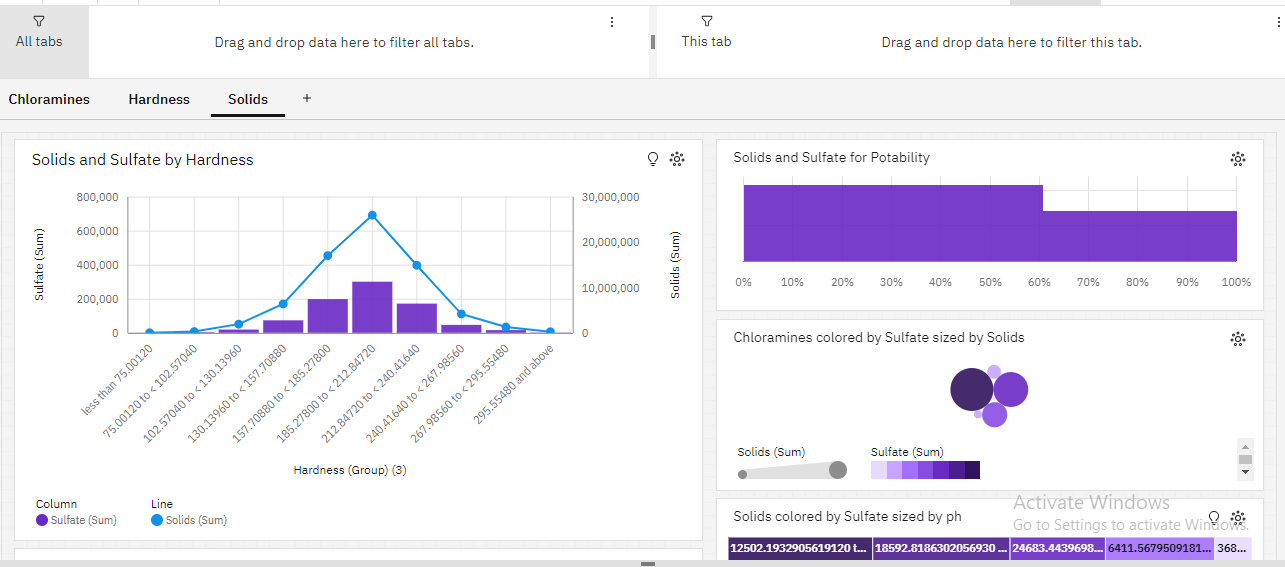 All tabs
Drag and drop data here to filter all tabs.
This tab
Drag and drop data here to filter this tab.
Chloramines
Hardness
Solids
+
Solids and Sulfate by Hardness
Sulfate (Sum)
800,000
600,000
400,000
200,000
0
30,000,000
20,000,000
10,000,000
0
Solids (Sum)
less than 75.00120
75.00120 to < 102.57040
102.57040 to < 130.13960
130.13960 to < 157.70880
157.70880 to < 185.27800
185.27800 to < 212.84720
212.84720 to < 240.41640
240.41640 to < 267.98560
267.98560 to < 295.55480
295.55480 and above
Hardness (Group) (3)
Column
Sulfate (Sum)
Line
Solids (Sum)
Solids and Sulfate for Potability
0% 10% 20% 30% 40% 50% 60% 70% 80% 90% 100%
Chloramines colored by Sulfate sized by Solids
Solids (Sum)
Sulfate (Sum)
Solids colored by Sulfate sized by ph
12502.1932905619120 t... 18592.8186302056930 ... 24683.4439698... 6411.5679509181... 368...
Activate Windows
Go to Settings to activate Windows.